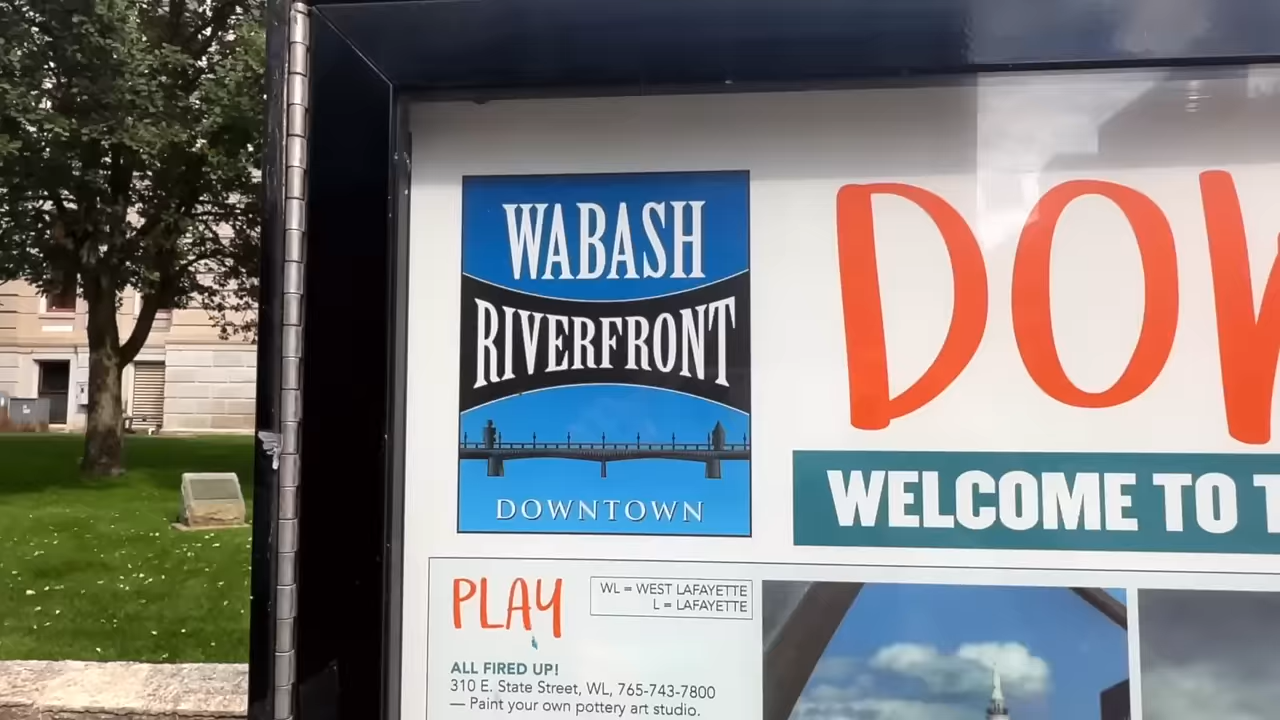 WABASH
RIVERFRONT
DOWNTOWN
DOW
WELCOME TO T
PLAY
WL = WEST LAFAYETTE
L = LAFAYETTE
ALL FIRED UP!
310 E. State Street, WL, 765-743-7800
— Paint your own pottery art studio.